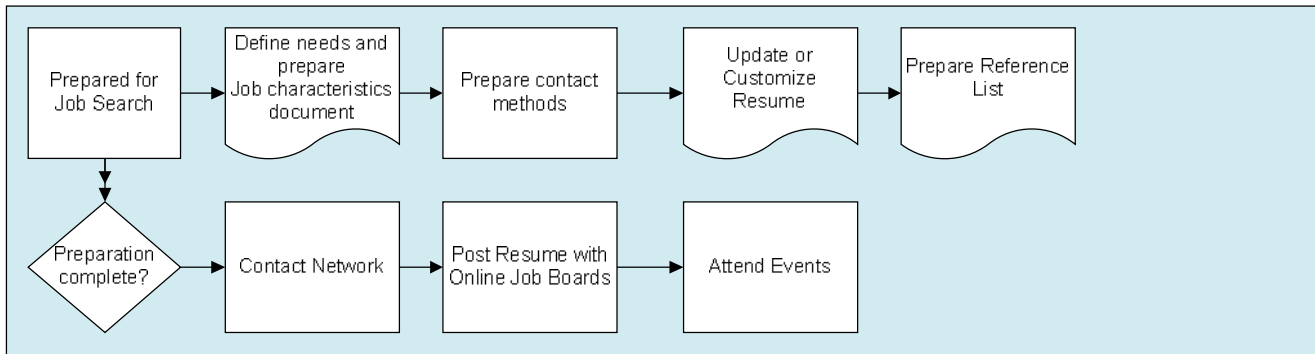 Prepared for
Job Search
Define needs and
prepare
Job characteristics
document
Prepare contact
methods
Update or
Customize
Resume
Prepare Reference
List
Preparation
complete?
Contact Network
Post Resume with
Online Job Boards
Attend Events